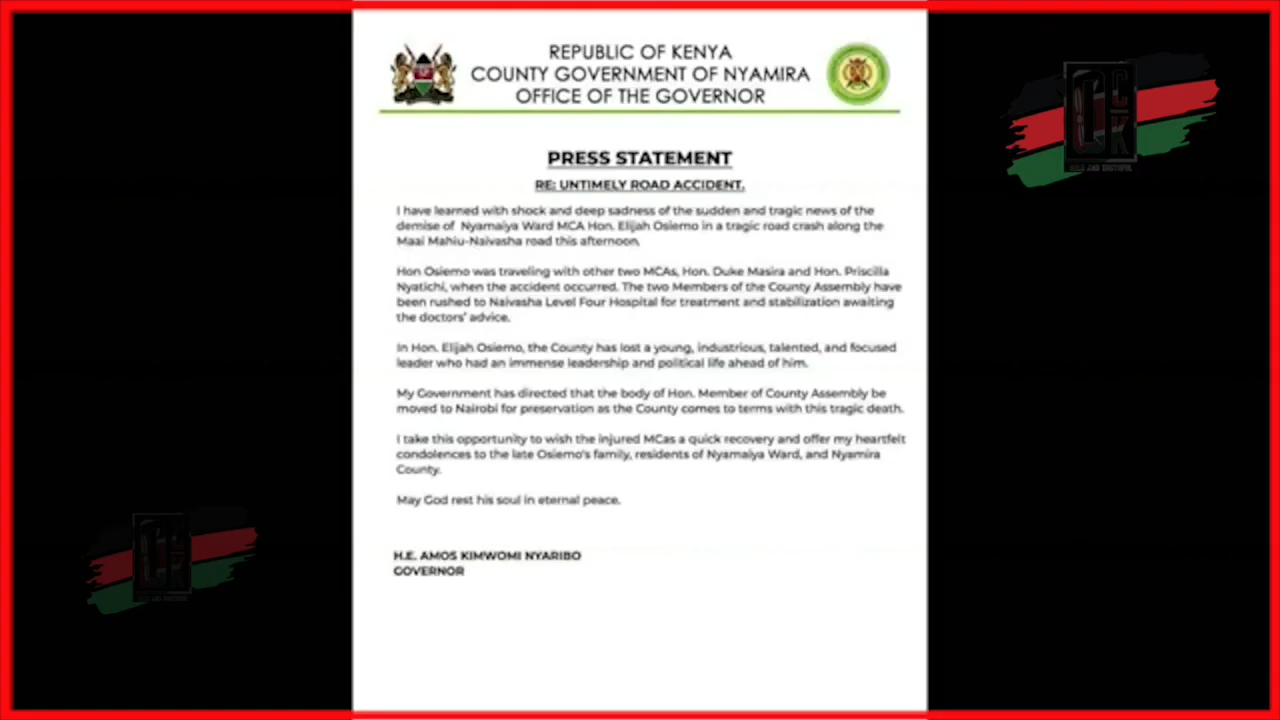 REPUBLIC OF KENYA
COUNTY GOVERNMENT OF NYAMIRA
OFFICE OF THE GOVERNOR
PRESS STATEMENT
RE: UNTIMELY ROAD ACCIDENT.
I have learned with shock and deep sadness of the sudden and tragic news of the
demise of Nyamaiya Ward MCA Hon. Elijah Osiemo in a tragic road crash along the
Maai Mahiu-Naivasha road this afternoon.
Hon Osiemo was traveling with other two MCAs, Hon. Duke Masira and Hon. Priscilla
Nyatichi, when the accident occurred. The two Members of the County Assembly have
been rushed to Naivasha Level Four Hospital for treatment and stabilization awaiting
the doctors' advice.
In Hon. Elijah Osiemo, the County has lost a young, industrious, talented, and focused
leader who had an immense leadership and political life ahead of him.
My Government has directed that the body of Hon. Member of County Assembly be
moved to Nairobi for preservation as the County comes to terms with this tragic death.
I take this opportunity to wish the injured MCas a quick recovery and offer my heartfelt
condolences to the late Osiemo's family, residents of Nyamaiya Ward, and Nyamira
County.
May God rest his soul in eternal peace.
H.E. AMOS KIMWOMI NYARIBO
GOVERNOR